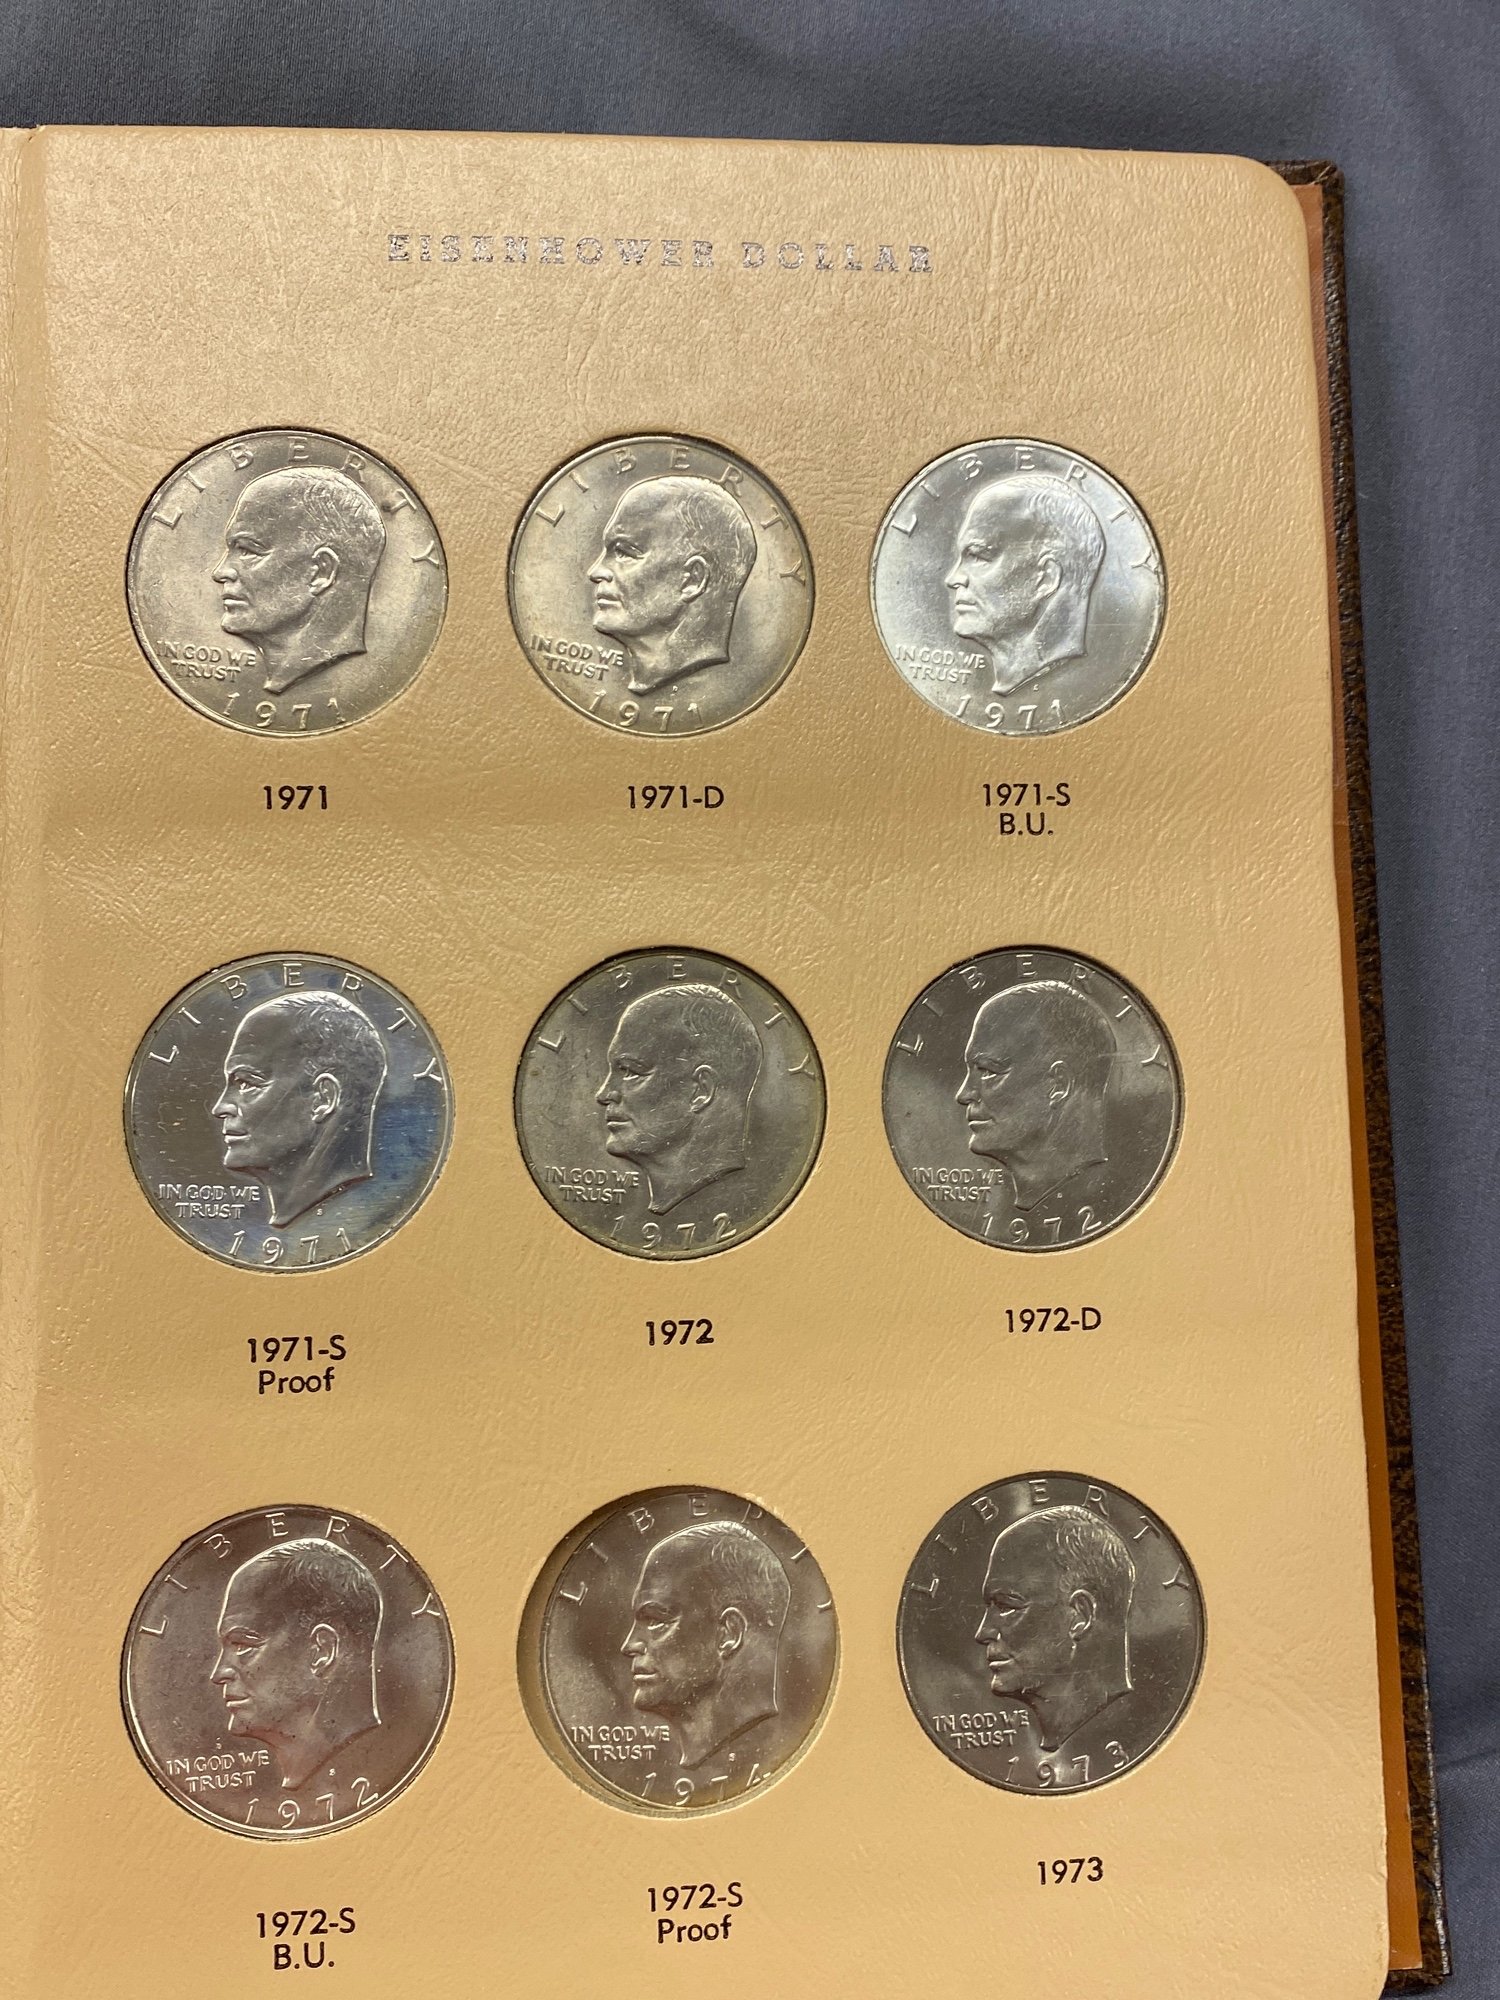 EISENHOWER DOLLAR
LIBERTY
IN GOD WE
TRUST
1971
LIBERTY
IN GOD WE
TRUST
D
1971
LIBERTY
IN GOD WE
TRUST
S
1971
1971
1971-D
1971-S
B.U.
LIBERTY
IN GOD WE
TRUST
S
1971
LIBERTY
IN GOD WE
TRUST
1972
LIBERTY
IN GOD WE
TRUST
1972
1971-S
Proof
1972
1972-D
LIBERTY
IN GOD WE
TRUST
S
1972
LIBERTY
IN GOD WE
TRUST
S
1974
LIBERTY
IN GOD WE
TRUST
1973
1972-S
B.U.
1972-S
Proof
1973